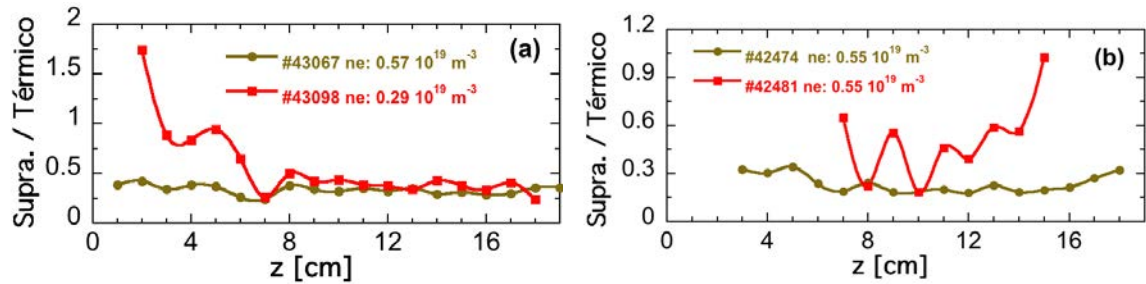 (a)
#43067 ne: 0.57 10¹⁹ m⁻³
#43098 ne: 0.29 10¹⁹ m⁻³
Supra. / Térmico
2
1.5
1
0.5
0
0 4 8 12 16
z [cm]
(b)
#42474 ne: 0.55 10¹⁹ m⁻³
#42481 ne: 0.55 10¹⁹ m⁻³
Supra. / Térmico
1.2
0.9
0.6
0.3
0
0 4 8 12 16
z [cm]